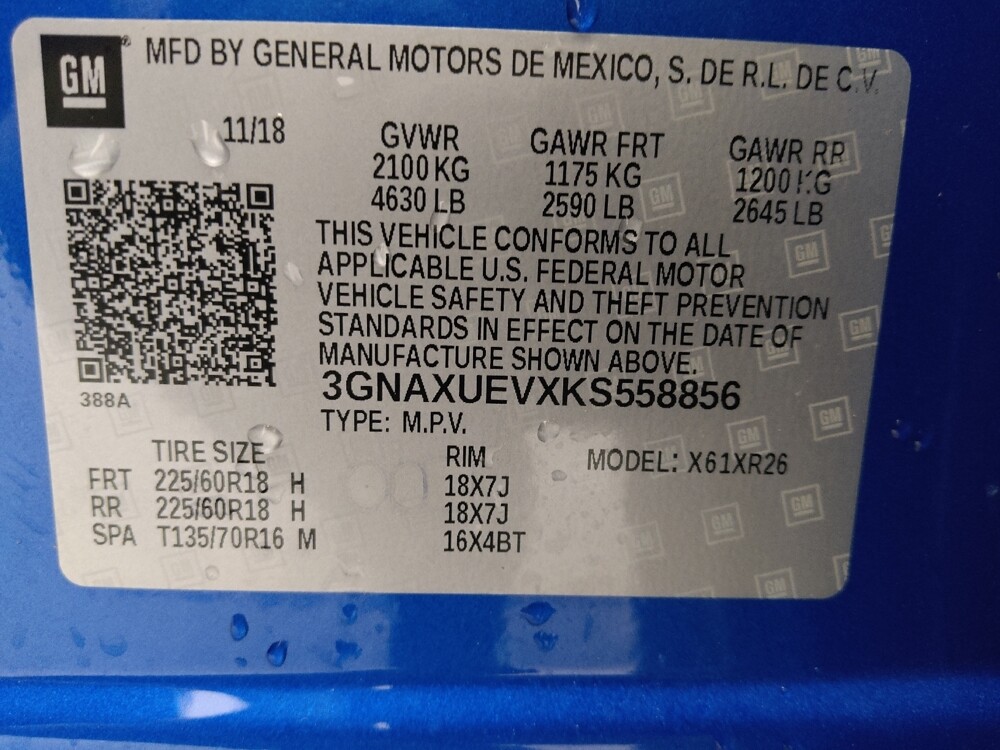 GM
MFD BY GENERAL MOTORS DE MEXICO, S. DE R.L. DE C.V.
11/18
GVWR GAWR FRT GAWR RR
2100 KG 1175 KG 1200 KG
4630 LB 2590 LB 2645 LB
THIS VEHICLE CONFORMS TO ALL
APPLICABLE U.S. FEDERAL MOTOR
VEHICLE SAFETY AND THEFT PREVENTION
STANDARDS IN EFFECT ON THE DATE OF
MANUFACTURE SHOWN ABOVE.
3GNAXUEVXKS558856
388A
TYPE: M.P.V.
TIRE SIZE RIM MODEL: X61XR26
FRT 225/60R18 H 18X7J
RR 225/60R18 H 18X7J
SPA T135/70R16 M 16X4BT